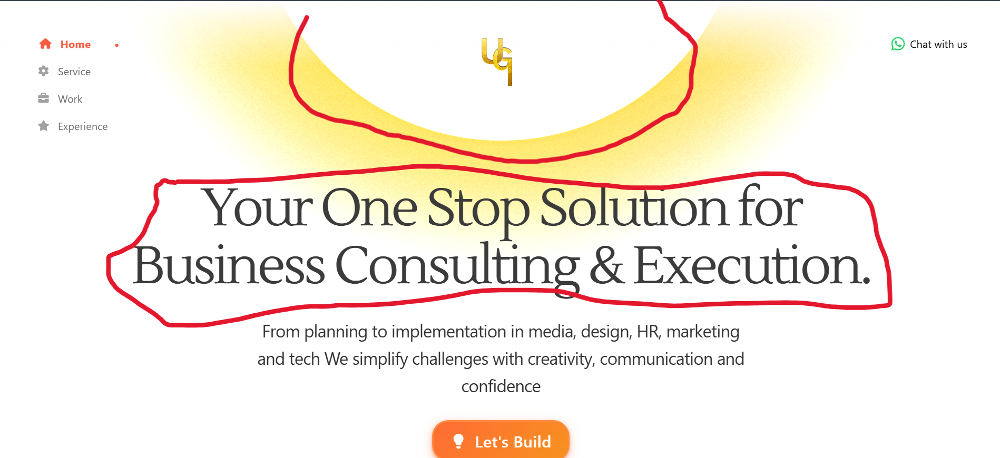 Home
Service
Work
Experience
UG
Chat with us
Your One Stop Solution for
Business Consulting & Execution.
From planning to implementation in media, design, HR, marketing
and tech We simplify challenges with creativity, communication and
confidence
Let's Build